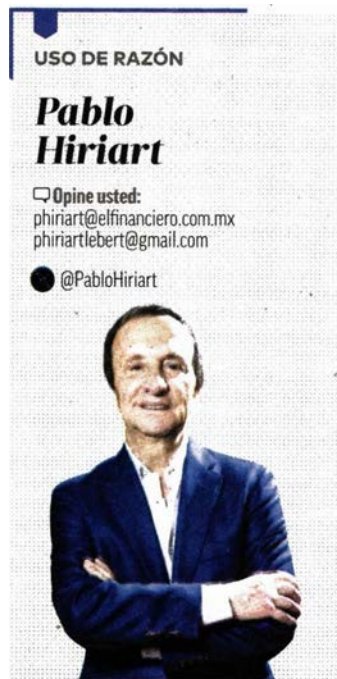 USO DE RAZÓN
Pablo
Hiriart
Opine usted:
phiriart@elfinanciero.com.mx
phiriartlebert@gmail.com
@PabloHiriart